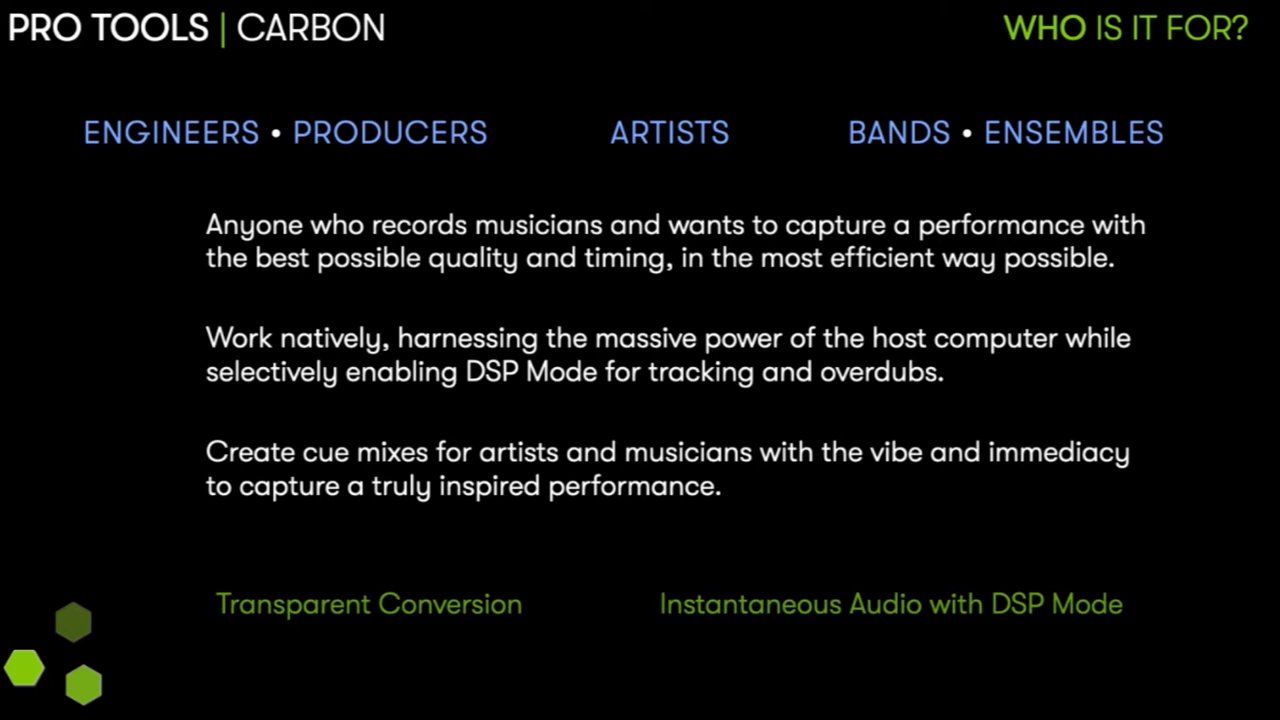 PRO TOOLS | CARBON
WHO IS IT FOR?
ENGINEERS • PRODUCERS
ARTISTS
BANDS • ENSEMBLES
Anyone who records musicians and wants to capture a performance with
the best possible quality and timing, in the most efficient way possible.
Work natively, harnessing the massive power of the host computer while
selectively enabling DSP Mode for tracking and overdubs.
Create cue mixes for artists and musicians with the vibe and immediacy
to capture a truly inspired performance.
Transparent Conversion
Instantaneous Audio with DSP Mode